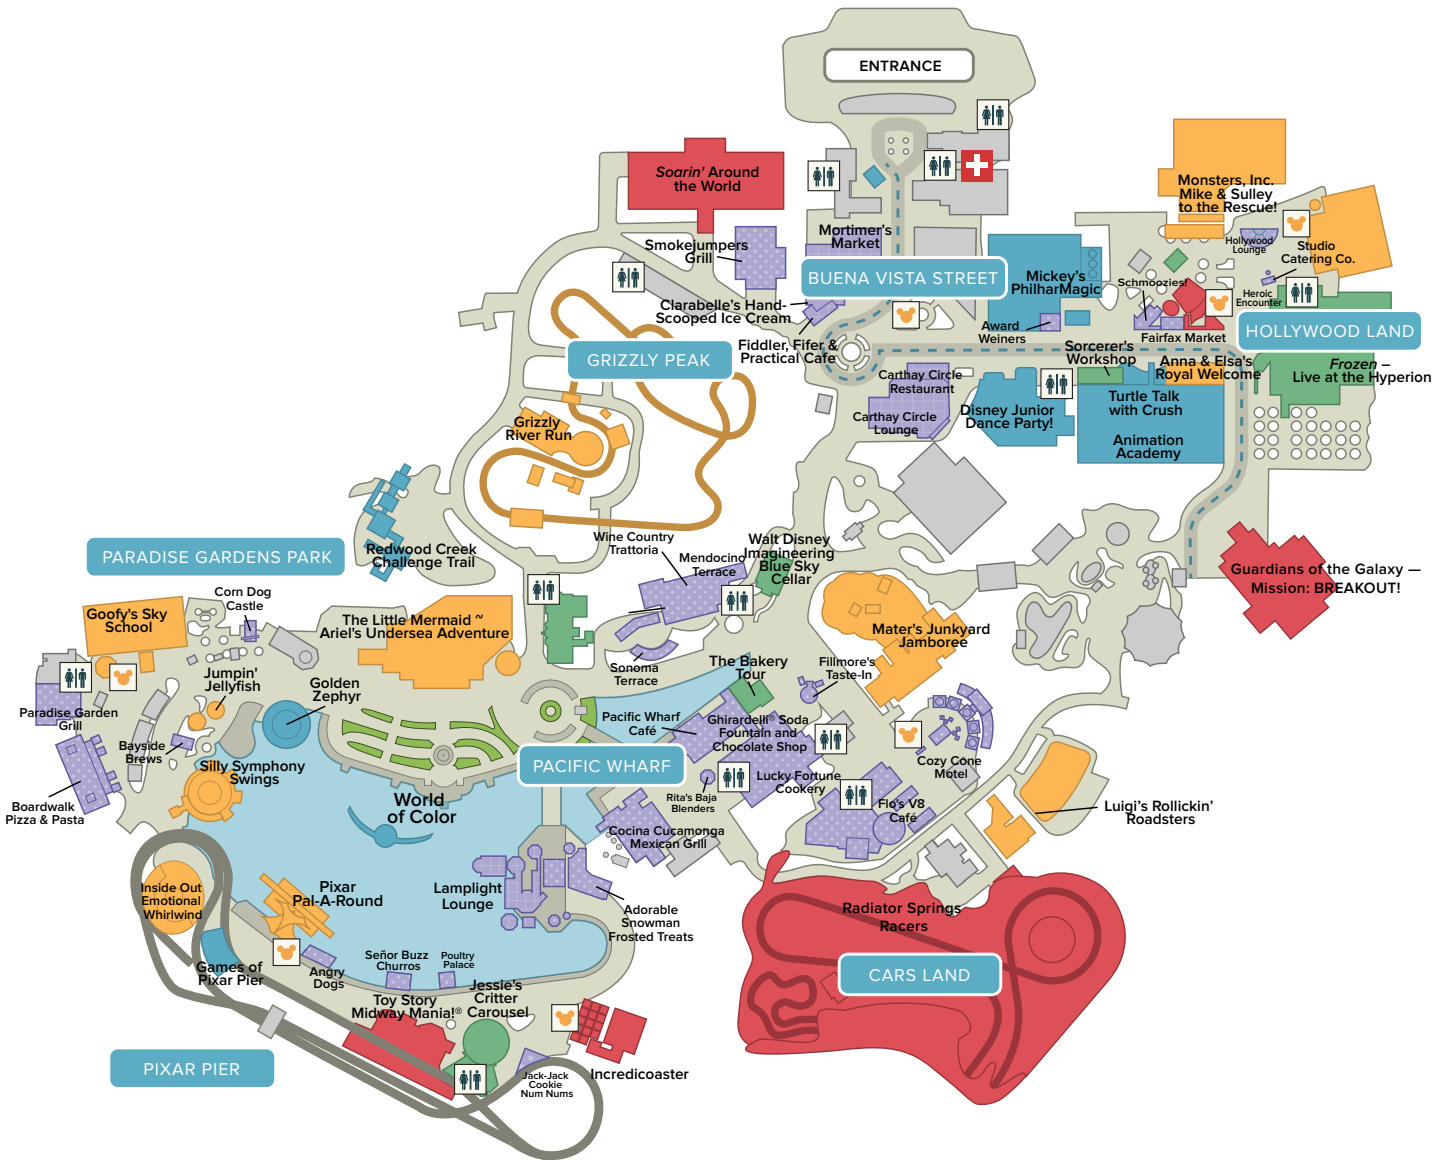 ENTRANCE
Soarin' Around
the World
Monsters, Inc.
Mike & Sulley
to the Rescue!
Smokejumpers
Grill
Mortimer's
Market
Hollywood
Lounge
Studio
Catering Co.
BUENA VISTA STREET
Mickey's
PhilharMagic
Schmoozies!
Heroic
Encounter
Clarabelle's Hand-
Scooped Ice Cream
Award
Weiners
Fairfax Market
HOLLYWOOD LAND
Fiddler, Fifer &
Practical Cafe
GRIZZLY PEAK
Sorcerer's
Workshop
Anna & Elsa's
Royal Welcome
Frozen –
Live at the Hyperion
Carthay Circle
Restaurant
Carthay Circle
Lounge
Disney Junior
Dance Party!
Turtle Talk
with Crush
Animation
Academy
Grizzly
River Run
Redwood Creek
Challenge Trail
PARADISE GARDENS PARK
Wine Country
Trattoria
Mendocino
Terrace
Walt Disney
Imagineering
Blue Sky
Cellar
Guardians of the Galaxy —
Mission: BREAKOUT!
Corn Dog
Castle
Goofy's Sky
School
The Little Mermaid ~
Ariel's Undersea Adventure
Mater's Junkyard
Jamboree
Sonoma
Terrace
The Bakery
Tour
Fillmore's
Taste-In
Jumpin'
Jellyfish
Golden
Zephyr
Paradise Garden
Grill
Pacific Wharf
Café
Ghirardelli® Soda
Fountain and
Chocolate Shop
Bayside
Brews
Silly Symphony
Swings
PACIFIC WHARF
Lucky Fortune
Cookery
Cozy Cone
Motel
Rita's Baja
Blenders
Boardwalk
Pizza & Pasta
World
of Color
Flo's V8
Café
Luigi's Rollickin'
Roadsters
Cocina Cucamonga
Mexican Grill
Inside Out
Emotional
Whirlwind
Pixar
Pal-A-Round
Lamplight
Lounge
Adorable
Snowman
Frosted Treats
Radiator Springs
Racers
CARS LAND
Games of
Pixar Pier
Angry
Dogs
Señor Buzz
Churros
Poultry
Palace
Toy Story
Midway Mania!®
Jessie's
Critter
Carousel
PIXAR PIER
Jack-Jack
Cookie
Num Nums
Incredicoaster